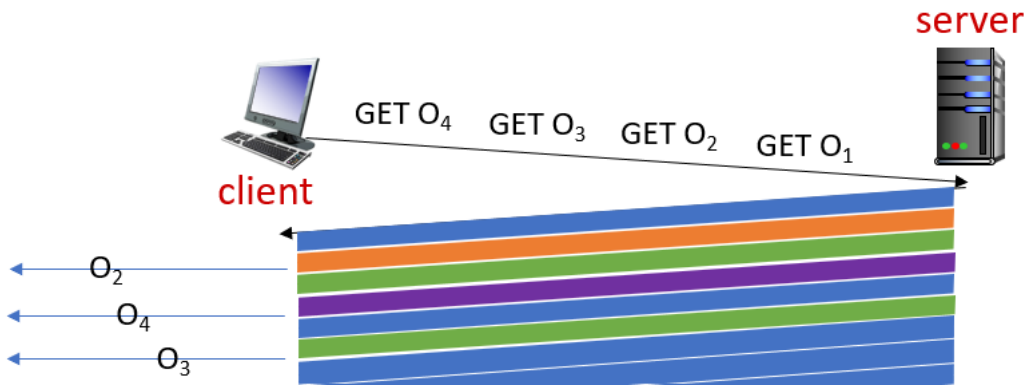 server
GET O₄ GET O₃ GET O₂ GET O₁
client
O₂
O₄
O₃